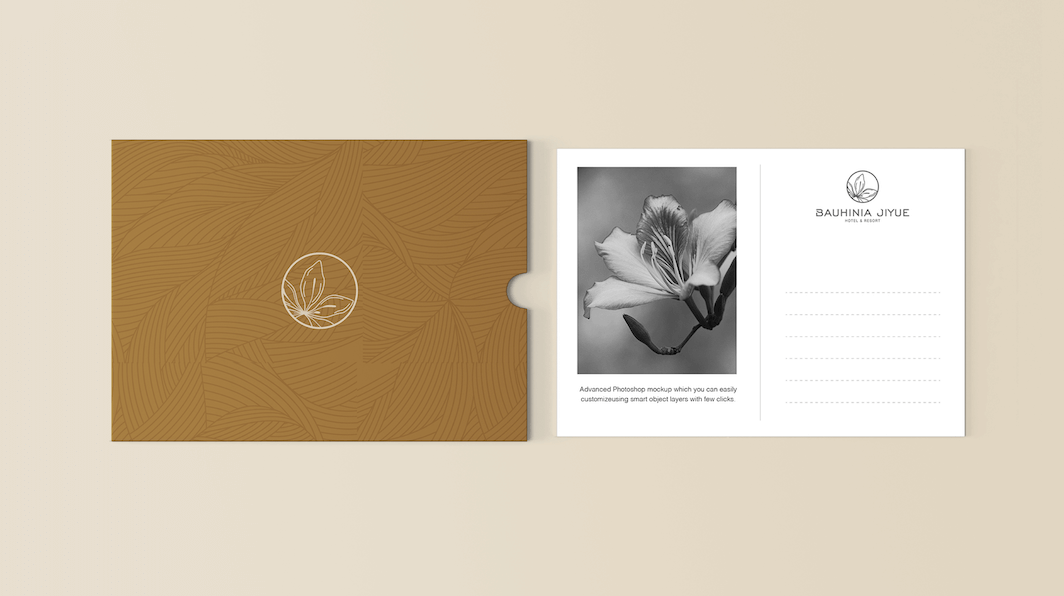 BAUHINIA JIYUE
HOTEL & RESORT
Advanced Photoshop mockup which you can easily
customizeusing smart object layers with few clicks.